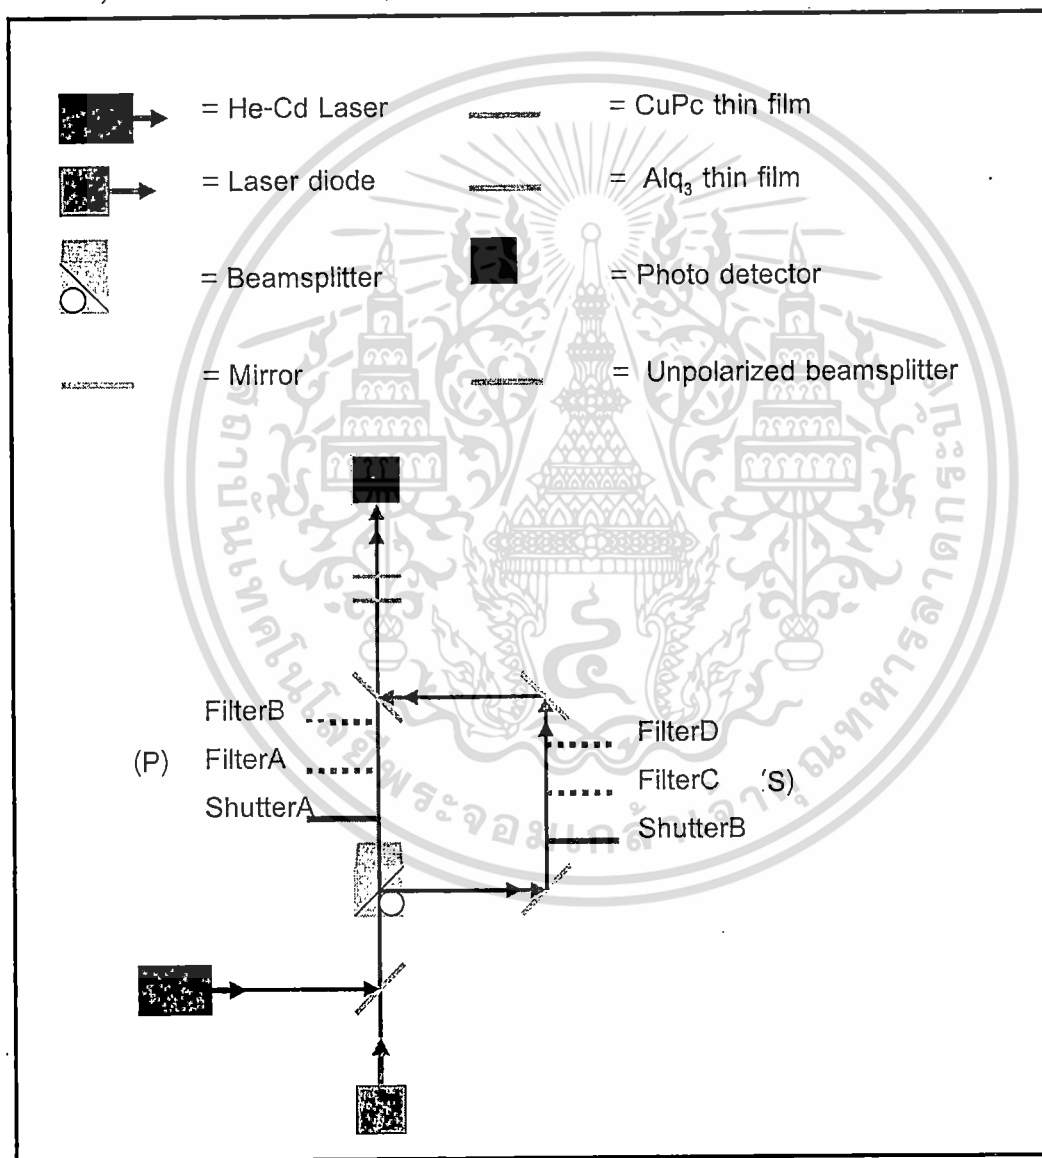 = He-Cd Laser
= CuPc thin film
= Laser diode
= Alq₃ thin film
= Beamsplitter
= Photo detector
= Mirror
= Unpolarized beamsplitter
FilterB
(P) FilterA
ShutterA
FilterD
FilterC ‘S)
ShutterB